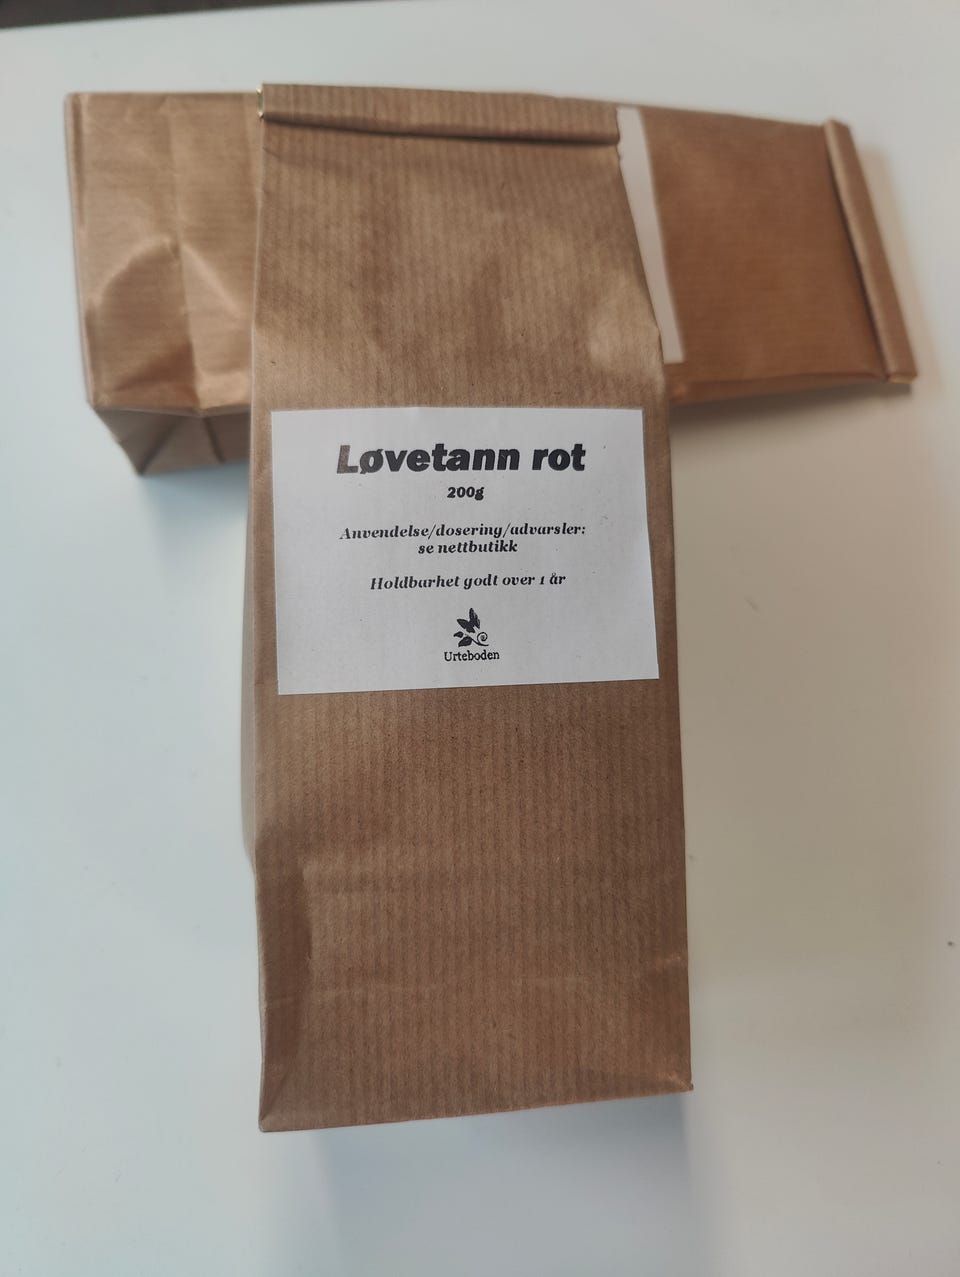 Løvetann rot
200g
Anvendelse/dosering/advarsler:
se nettbutikk
Holdbarhet godt over 1 år
Urteboden